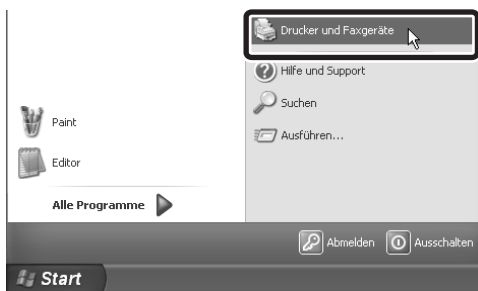 Paint
Editor
Alle Programme
Drucker und Faxgeräte
Hilfe und Support
Suchen
Ausführen...
Abmelden
Ausschalten
Start